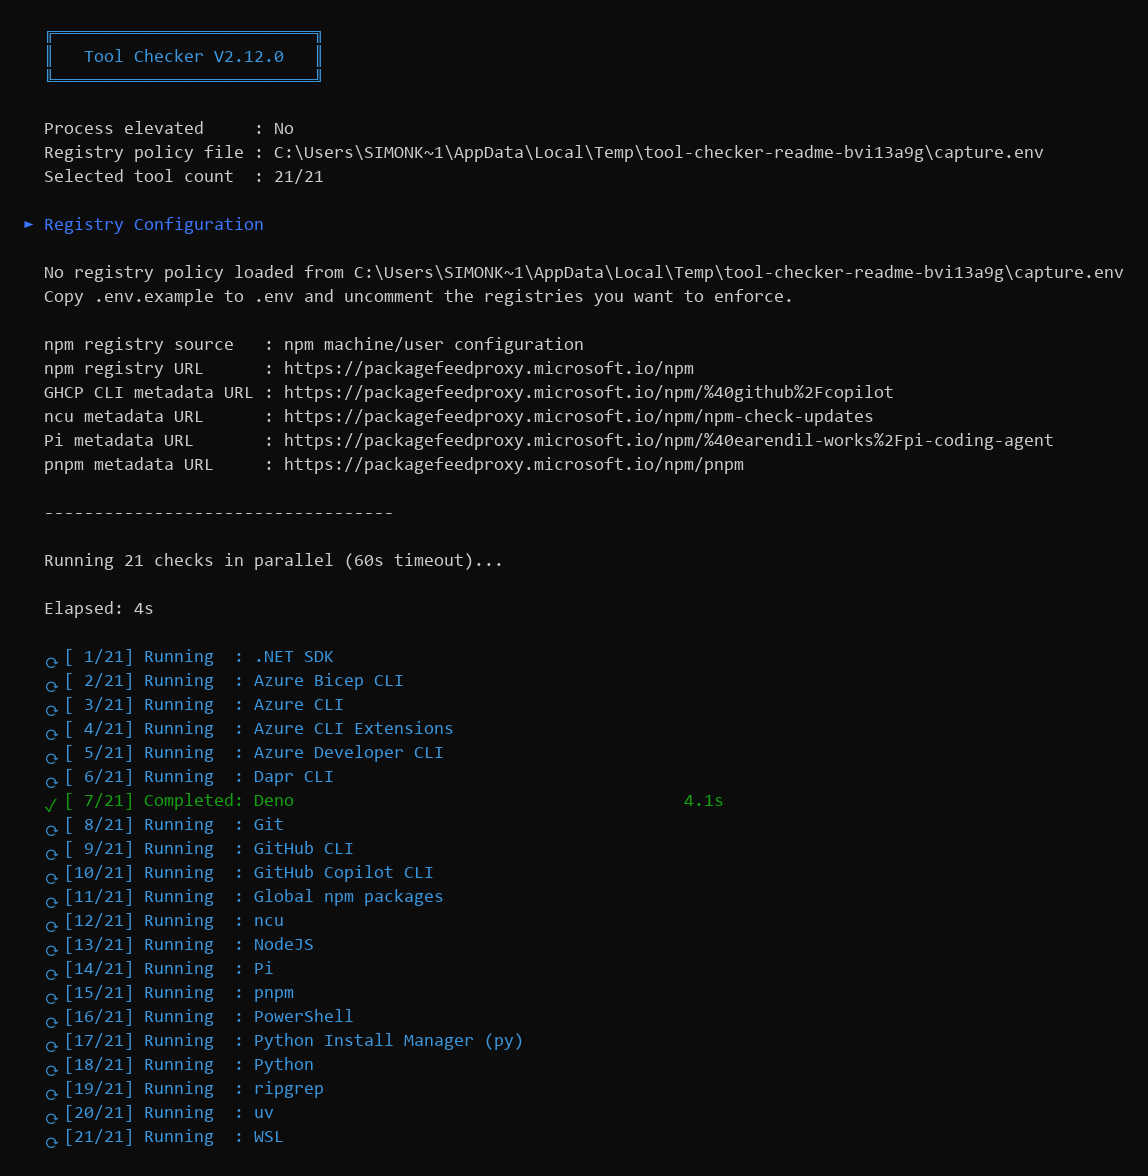 Tool Checker V2.12.0
Process elevated     : No
Registry policy file : C:\Users\SIMONK~1\AppData\Local\Temp\tool-checker-readme-bvi13a9g\capture.env
Selected tool count  : 21/21
► Registry Configuration
No registry policy loaded from C:\Users\SIMONK~1\AppData\Local\Temp\tool-checker-readme-bvi13a9g\capture.env
Copy .env.example to .env and uncomment the registries you want to enforce.
npm registry source   : npm machine/user configuration
npm registry URL      : https://packagefeedproxy.microsoft.io/npm
GHCP CLI metadata URL : https://packagefeedproxy.microsoft.io/npm/%40github%2Fcopilot
ncu metadata URL      : https://packagefeedproxy.microsoft.io/npm/npm-check-updates
Pi metadata URL       : https://packagefeedproxy.microsoft.io/npm/%40earendil-works%2Fpi-coding-agent
pnpm metadata URL     : https://packagefeedproxy.microsoft.io/npm/pnpm
-----------------------------------
Running 21 checks in parallel (60s timeout)...
Elapsed: 4s
⟳ [ 1/21] Running  : .NET SDK
⟳ [ 2/21] Running  : Azure Bicep CLI
⟳ [ 3/21] Running  : Azure CLI
⟳ [ 4/21] Running  : Azure CLI Extensions
⟳ [ 5/21] Running  : Azure Developer CLI
⟳ [ 6/21] Running  : Dapr CLI
✓ [ 7/21] Completed: Deno                                       4.1s
⟳ [ 8/21] Running  : Git
⟳ [ 9/21] Running  : GitHub CLI
⟳ [10/21] Running  : GitHub Copilot CLI
⟳ [11/21] Running  : Global npm packages
⟳ [12/21] Running  : ncu
⟳ [13/21] Running  : NodeJS
⟳ [14/21] Running  : Pi
⟳ [15/21] Running  : pnpm
⟳ [16/21] Running  : PowerShell
⟳ [17/21] Running  : Python Install Manager (py)
⟳ [18/21] Running  : Python
⟳ [19/21] Running  : ripgrep
⟳ [20/21] Running  : uv
⟳ [21/21] Running  : WSL